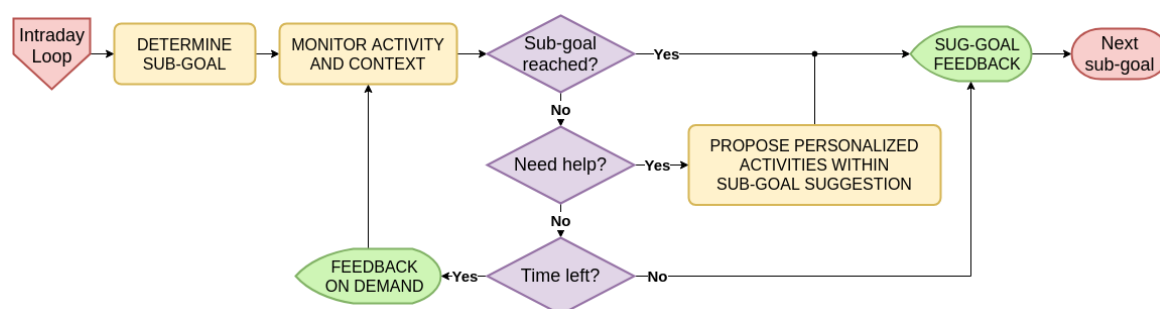 Intraday
Loop
DETERMINE
SUB-GOAL
MONITOR ACTIVITY
AND CONTEXT
Sub-goal
reached?
Yes
SUG-GOAL
FEEDBACK
Next
sub-goal
No
Need help?
Yes
PROPOSE PERSONALIZED
ACTIVITIES WITHIN
SUB-GOAL SUGGESTION
No
Time left?
Yes
FEEDBACK
ON DEMAND
No